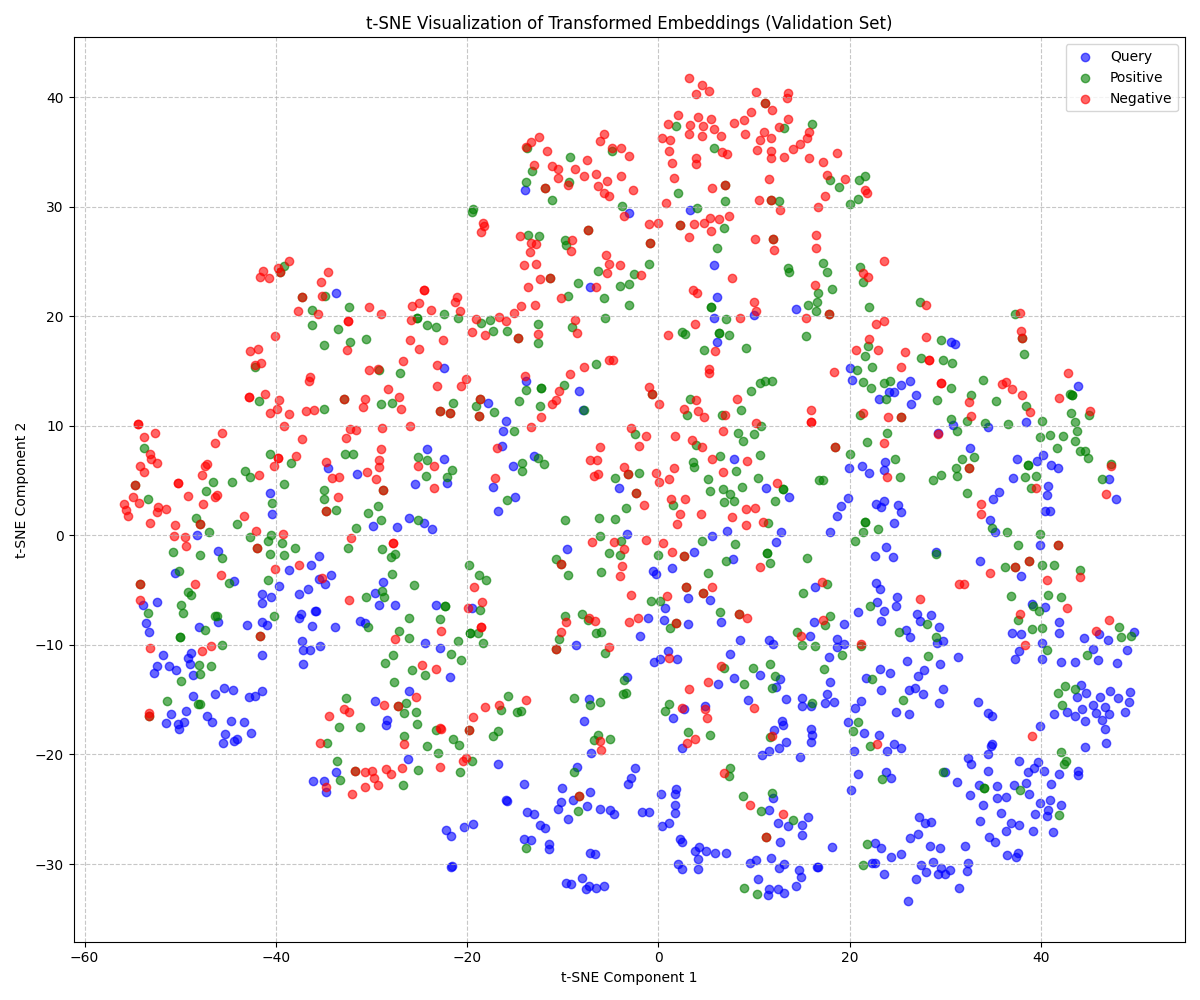 t-SNE Visualization of Transformed Embeddings (Validation Set)
Query
Positive
Negative
40
30
20
10
0
−10
−20
−30
t-SNE Component 2
−60
−40
−20
0
20
40
t-SNE Component 1